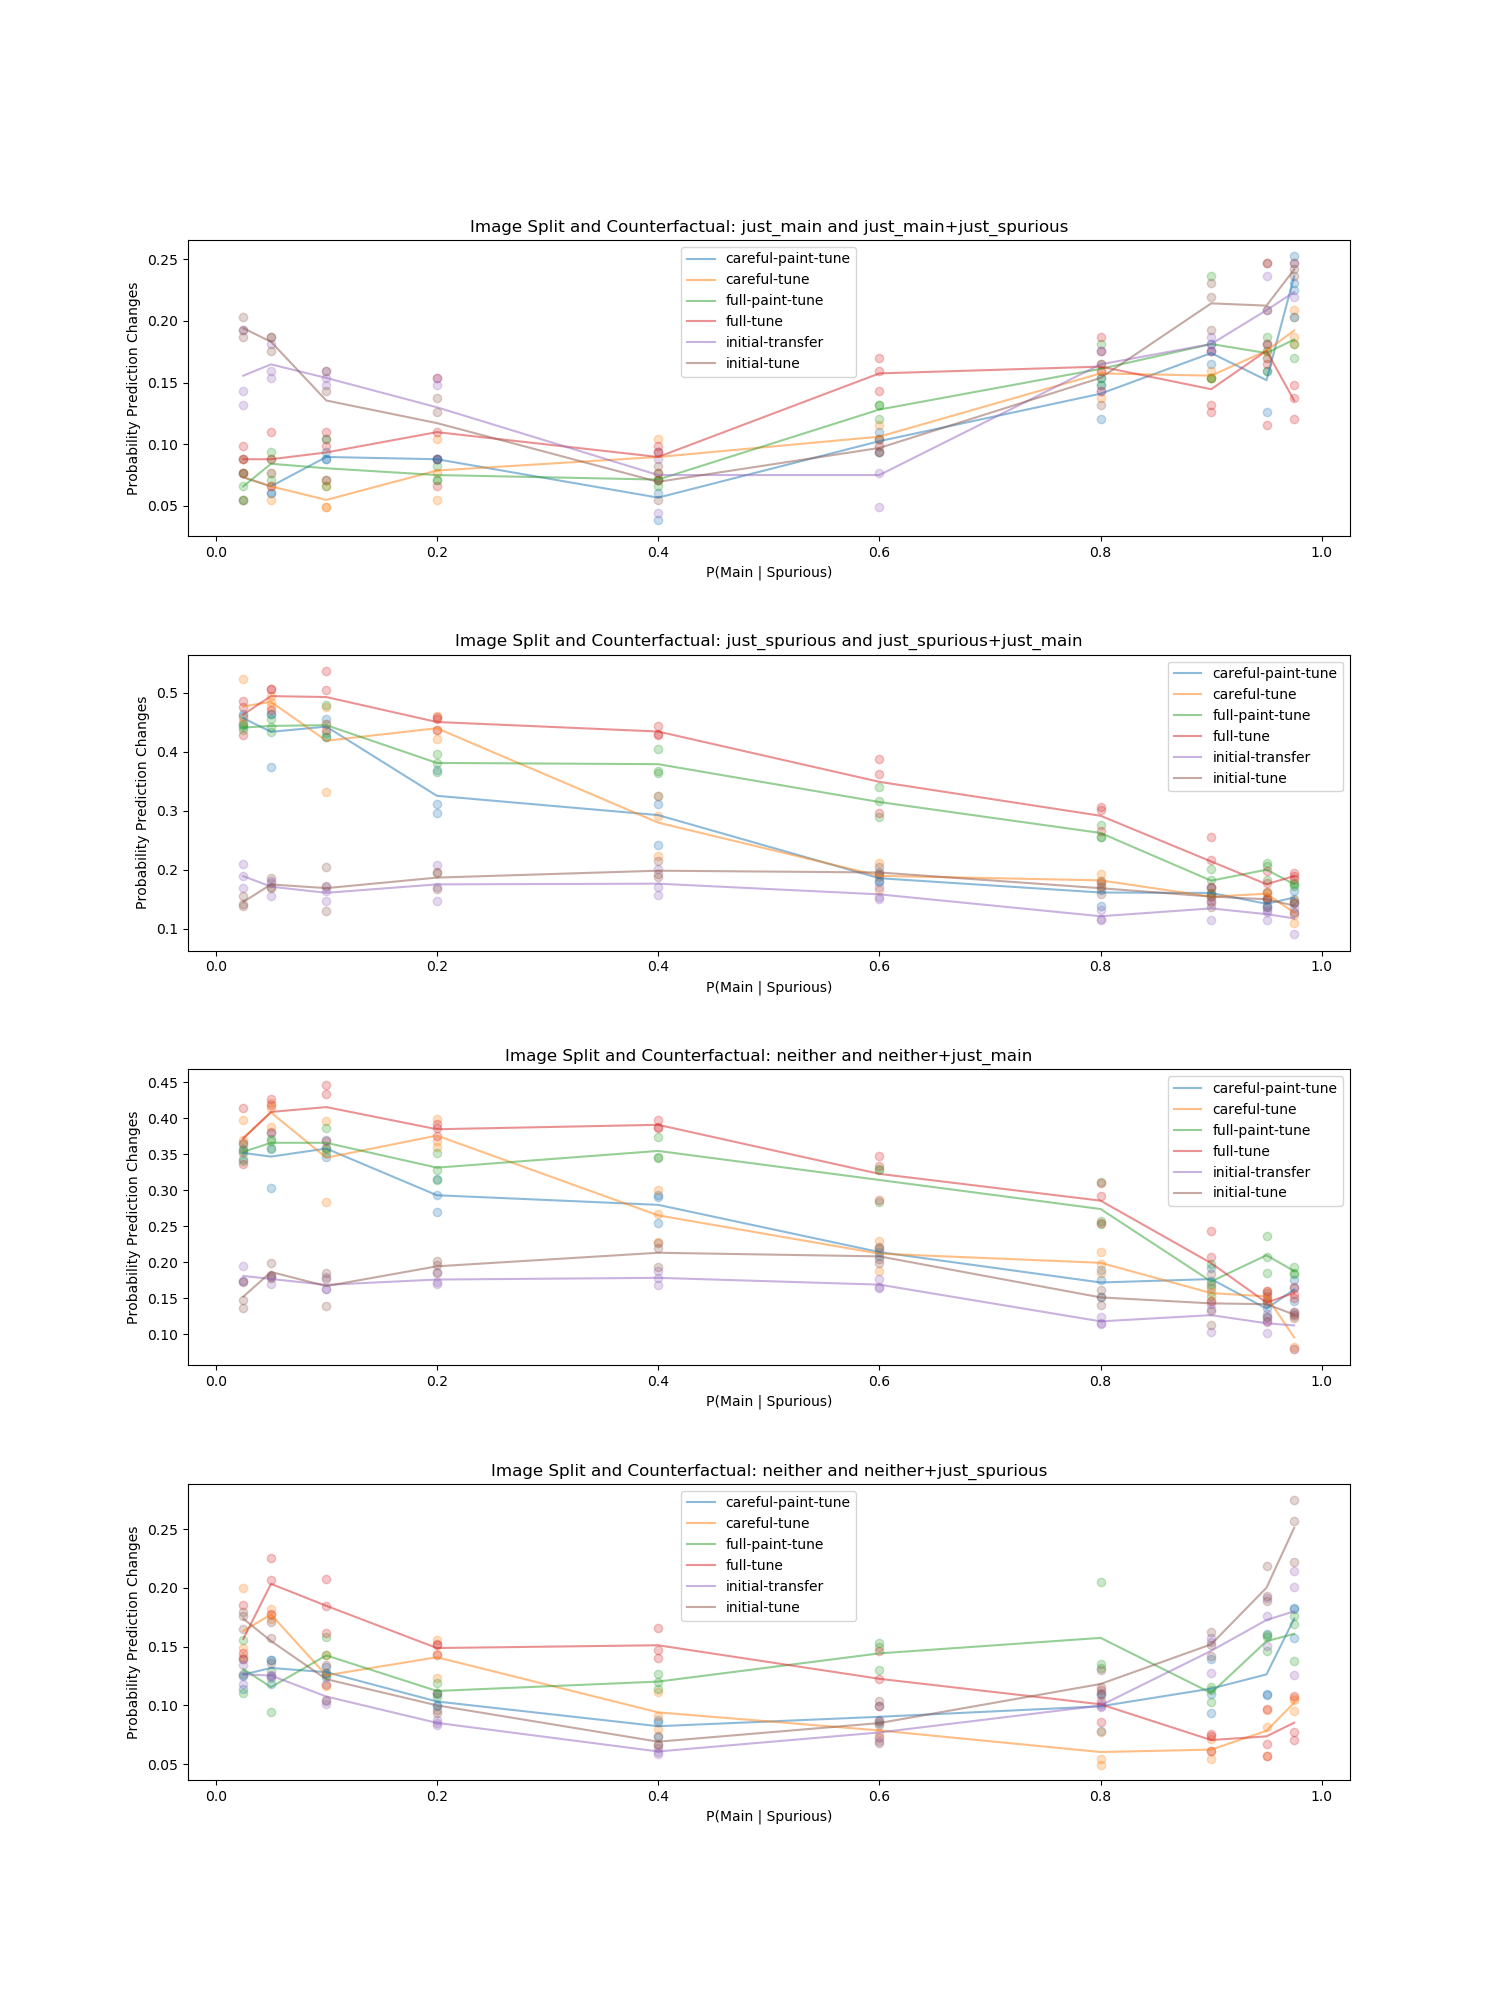 Image Split and Counterfactual: just_main and just_main+just_spurious
Probability Prediction Changes
0.25
0.20
0.15
0.10
0.05
careful-paint-tune
careful-tune
full-paint-tune
full-tune
initial-transfer
initial-tune
0.0 0.2 0.4 0.6 0.8 1.0
P(Main | Spurious)
Image Split and Counterfactual: just_spurious and just_spurious+just_main
Probability Prediction Changes
0.5
0.4
0.3
0.2
0.1
careful-paint-tune
careful-tune
full-paint-tune
full-tune
initial-transfer
initial-tune
0.0 0.2 0.4 0.6 0.8 1.0
P(Main | Spurious)
Image Split and Counterfactual: neither and neither+just_main
Probability Prediction Changes
0.45
0.40
0.35
0.30
0.25
0.20
0.15
0.10
careful-paint-tune
careful-tune
full-paint-tune
full-tune
initial-transfer
initial-tune
0.0 0.2 0.4 0.6 0.8 1.0
P(Main | Spurious)
Image Split and Counterfactual: neither and neither+just_spurious
Probability Prediction Changes
0.25
0.20
0.15
0.10
0.05
careful-paint-tune
careful-tune
full-paint-tune
full-tune
initial-transfer
initial-tune
0.0 0.2 0.4 0.6 0.8 1.0
P(Main | Spurious)